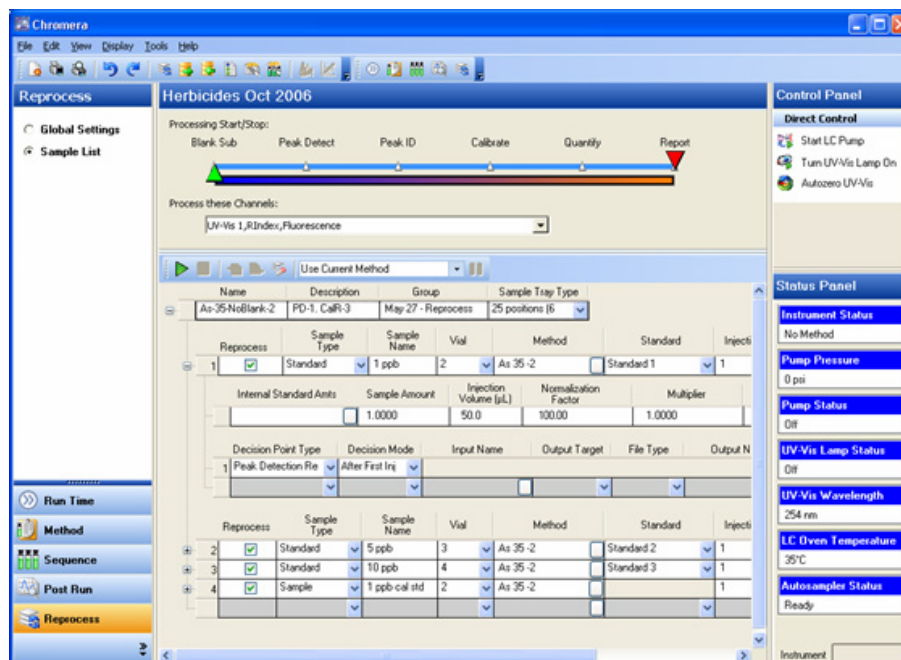 Chromera
File Edit View Display Tools Help
Reprocess
Global Settings
Sample List
Herbicides Oct 2006
Processing Start/Stop:
Blank Sub Peak Detect Peak ID Calibrate Quantify Report
Process these Channels:
UV-Vis 1,RIndex,Fluorescence
Use Current Method
Name Description Group Sample Tray Type
As-35-NoBlank-2 PD-1, CalR-3 May 27 - Reprocess 25 positions (6
Reprocess Sample Type Sample Name Vial Method Standard Injecti
1 Standard 1 ppb 2 As 35 -2 Standard 1 1
Internal Standard Amts Sample Amount Injection Volume (µL) Normalization Factor Multiplier
1.0000 50.0 100.00 1.0000
Decision Point Type Decision Mode Input Name Output Target File Type Output N
1 Peak Detection Re After First Inj
Reprocess Sample Type Sample Name Vial Method Standard Injecti
2 Standard 5 ppb 3 As 35 -2 Standard 2 1
3 Standard 10 ppb 4 As 35 -2 Standard 3 1
4 Sample 1 ppb cal std 2 As 35 -2 1
Run Time
Method
Sequence
Post Run
Reprocess
Control Panel
Direct Control
Start LC Pump
Turn UV-Vis Lamp On
Autozero UV-Vis
Status Panel
Instrument Status
No Method
Pump Pressure
0 psi
Pump Status
Off
UV-Vis Lamp Status
Off
UV-Vis Wavelength
254 nm
LC Oven Temperature
35°C
Autosampler Status
Ready
Instrument